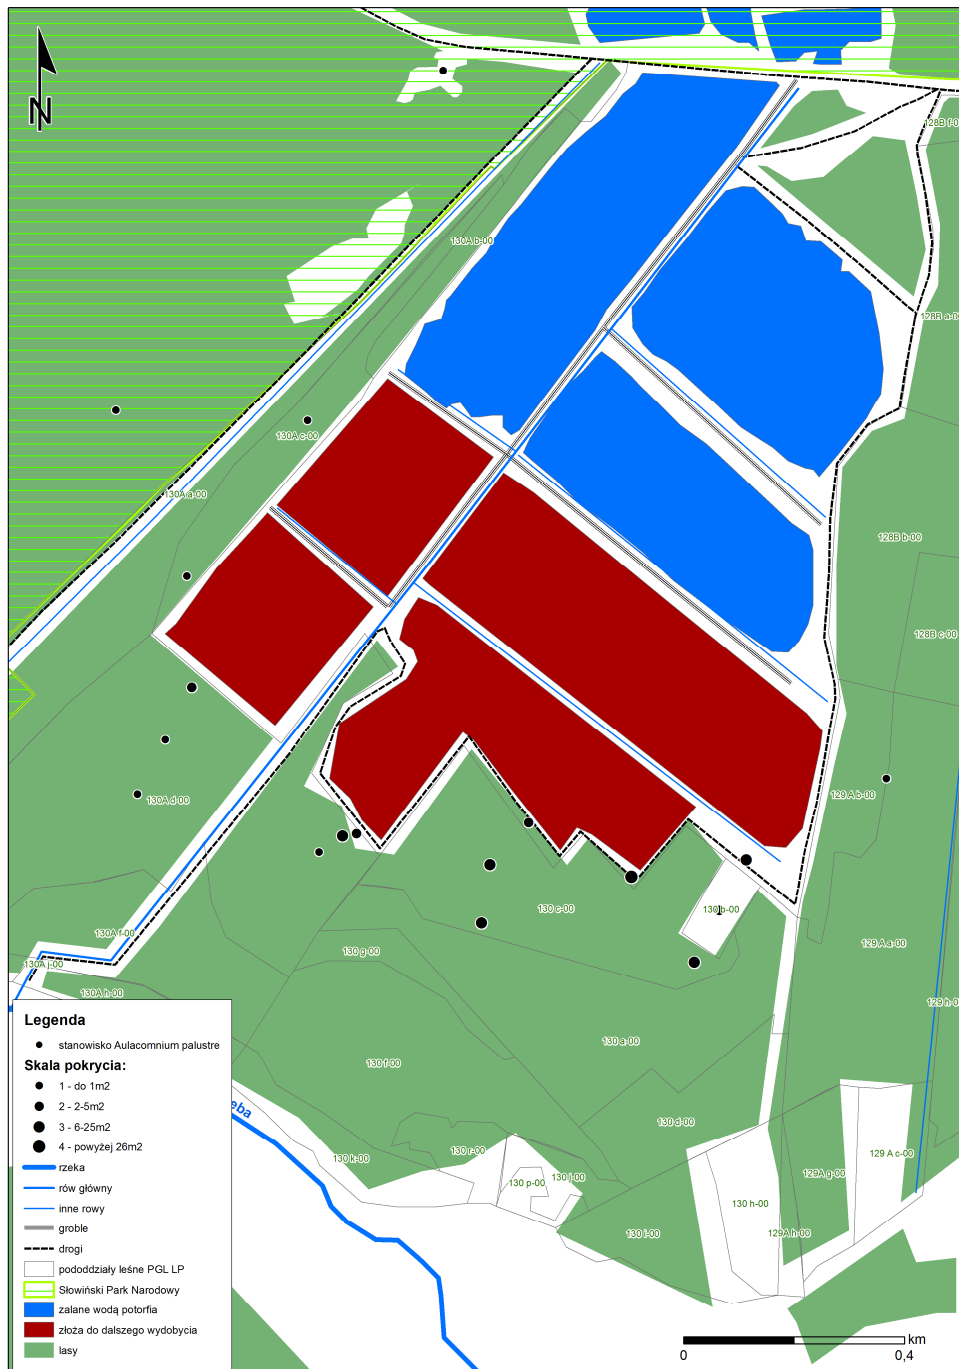 N
128B f-0
130A b-00
128B a-0
130A c-00
130A a-00
128B b-00
128B c-00
129 A b-00
130A d-00
130 b-00
130 c-00
130A f-00
129 A a-00
130 g-00
130A j-00
130A h-00
129 h-0
Legenda
stanowisko Aulacomnium palustre
Skala pokrycia:
1 - do 1m2
2 - 2-5m2
3 - 6-25m2
4 - powyżej 26m2
rzeka
rów główny
inne rowy
groble
drogi
pododdziały leśne PGL LP
Słowiński Park Narodowy
zalane wodą potorfia
złoża do dalszego wydobycia
lasy
130 a-00
130 f-00
eba
130 d-00
130 r-00
130 k-00
129 A c-00
130 p-00
130 j-00
129A g-00
130 h-00
130 i-00
129A h-00
km
0
0,4